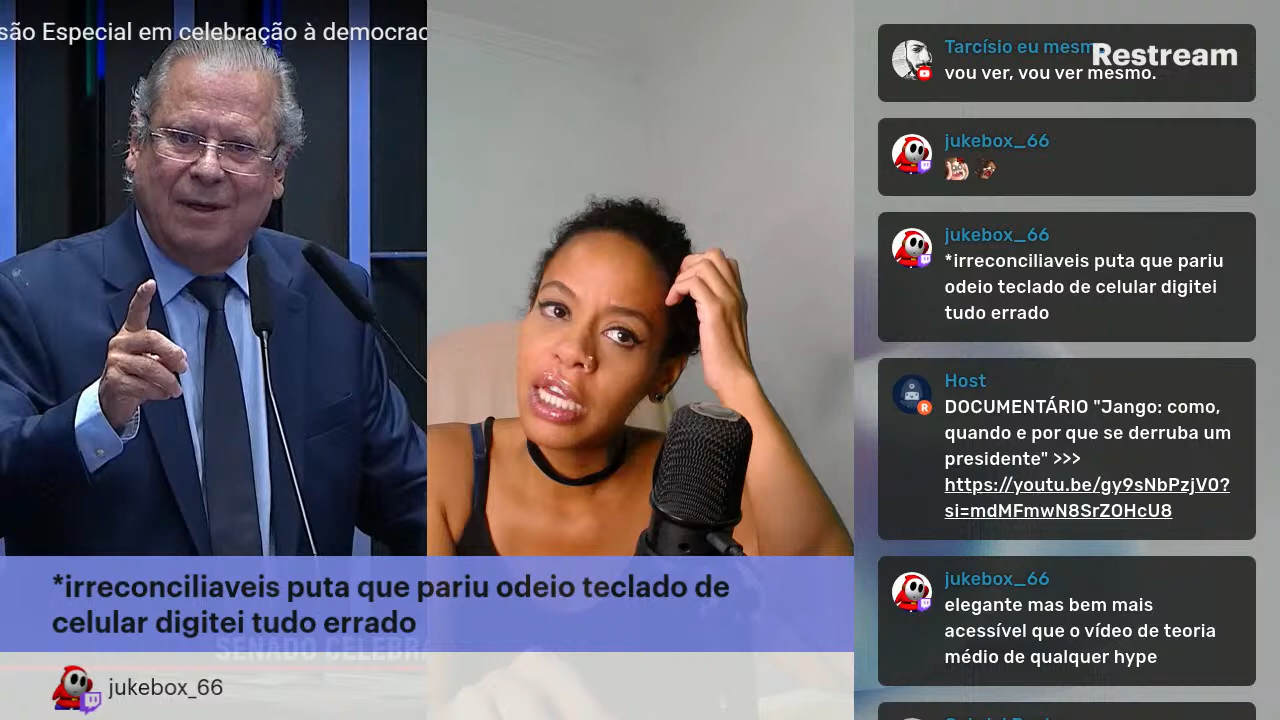 são Especial em celebração à democrac
*irreconciliaveis puta que pariu odeio teclado de
celular digitei tudo errado
SENADO CELEBRA
jukebox_66
Restream
Tarcísio eu mesm
vou ver, vou ver mesmo.
jukebox_66
jukebox_66
*irreconciliaveis puta que pariu
odeio teclado de celular digitei
tudo errado
Host
DOCUMENTÁRIO "Jango: como,
quando e por que se derruba um
presidente" >>>
https://youtu.be/gy9sNbPzjV0?
si=mdMFmwN8SrZOHcU8
jukebox_66
elegante mas bem mais
acessível que o vídeo de teoria
médio de qualquer hype